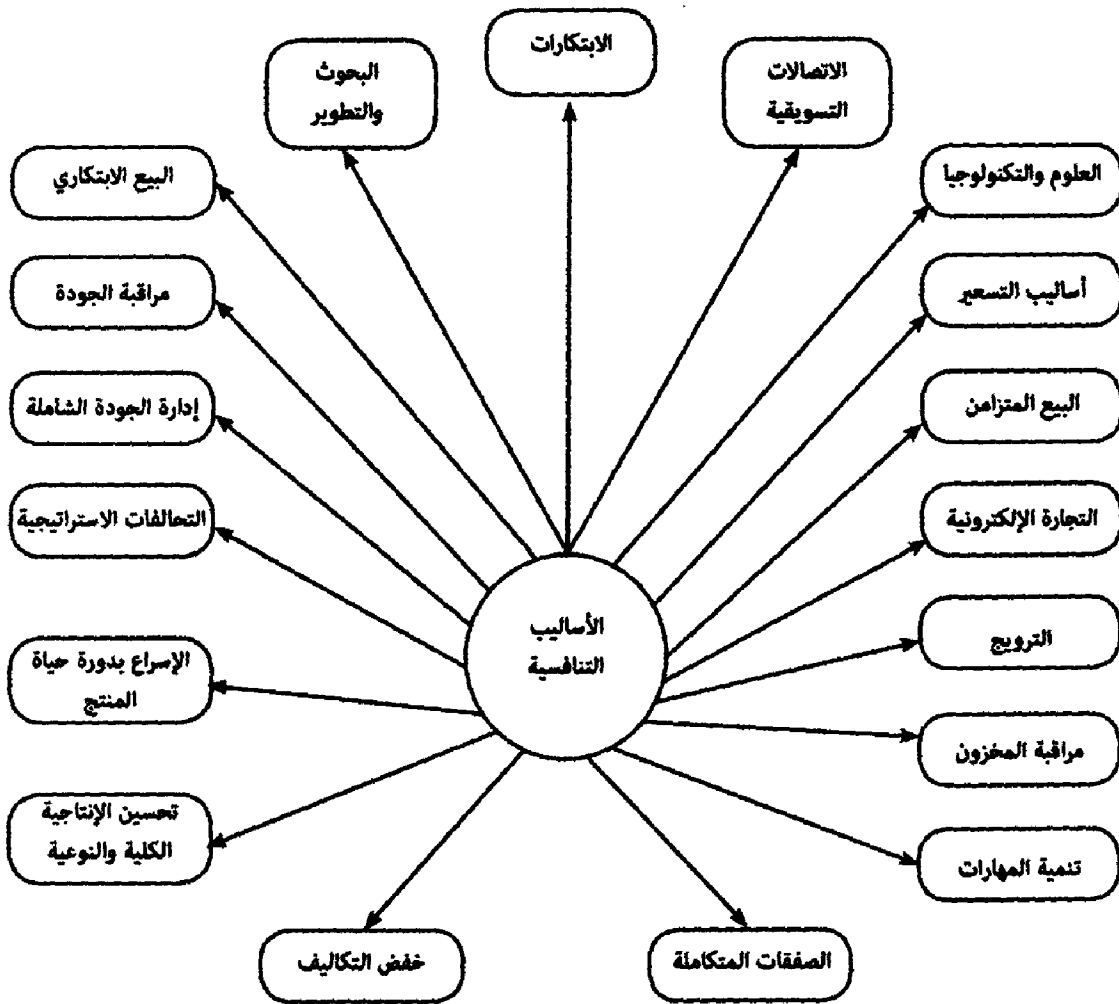 الابتكارات
الاتصالات
التسويقية
البحوث
والتطوير
العلوم والتكنولوجيا
البيع الابتكاري
أساليب التسعير
مراقبة الجودة
البيع المتزامن
إدارة الجودة الشاملة
التجارة الإلكترونية
التحالفات الاستراتيجية
الأساليب
التنافسية
الترويج
الإسراع بدورة حياة
المنتج
مراقبة المخزون
تحسين الإنتاجية
الكلية والنوعية
تنمية المهارات
الصفقات المتكاملة
خفض التكاليف